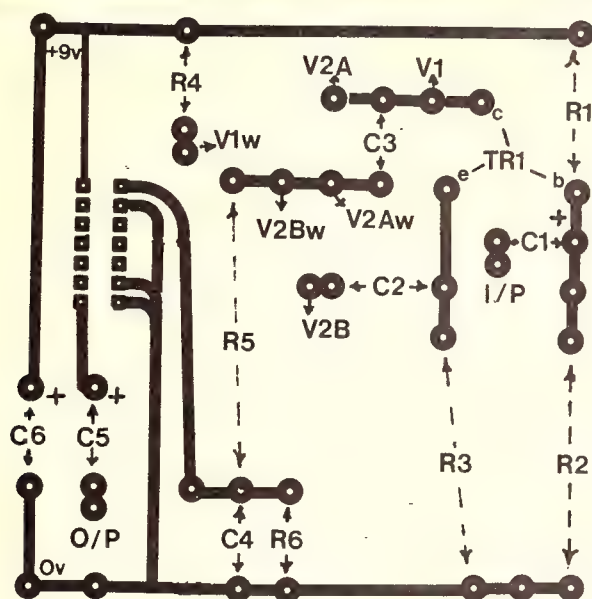 +9v
R4
V2A
V1
R1
V1w
C3
c
TR1
e
b
V2Bw
V2Aw
+
C1
I/P
R5
C2
V2B
+
+
C6
C5
R3
R2
O/P
C4
R6
0v